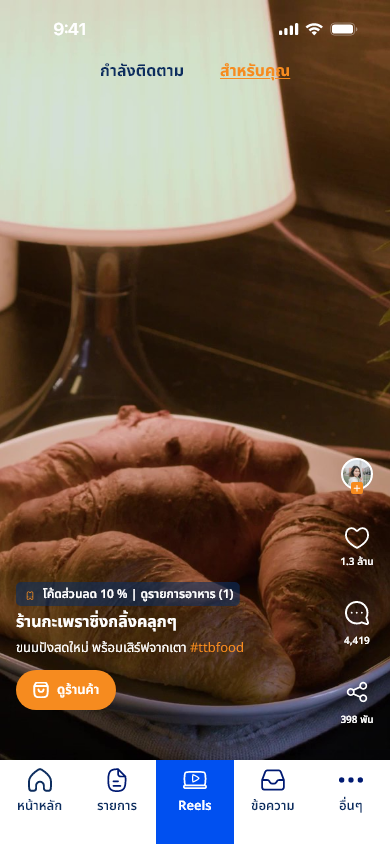 9:41
กำลังติดตาม สำหรับคุณ
1.3 ล้าน
โค้ดส่วนลด 10 % | ดูรายการอาหาร (1)
ร้านกะเพราซิ่งกลิ้งคลุกๆ
4,419
ขนมปังสดใหม่ พร้อมเสิร์ฟจากเตา #ttbfood
ดูร้านค้า
398 พัน
หน้าหลัก รายการ Reels ข้อความ อื่นๆ